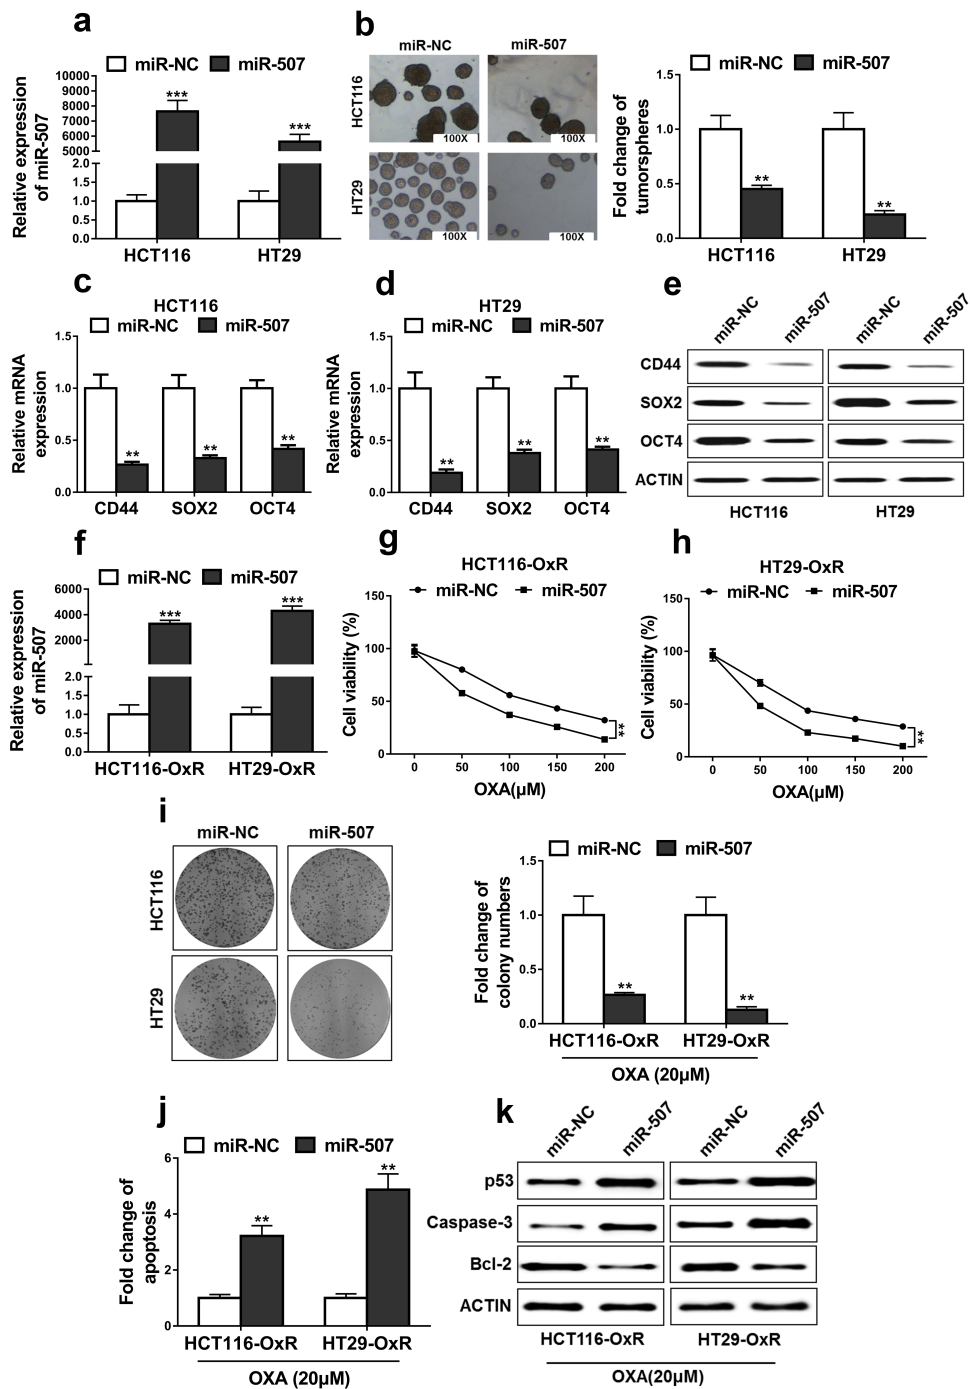 a
miR-NC miR-507
Relative expression
of miR-507
10000
9000
8000
7000
6000
5000
2.0
1.5
1.0
0.5
0.0
*** ***
HCT116 HT29
b
miR-NC miR-507
HCT116
100X 100X
HT29
100X 100X
miR-NC miR-507
Fold change of
tumorspheres
1.5
1.0
0.5
0.0
** **
HCT116 HT29
c
HCT116
miR-NC miR-507
Relative mRNA
expression
1.5
1.0
0.5
0.0
** ** **
CD44 SOX2 OCT4
d
HT29
miR-NC miR-507
Relative mRNA
expression
1.5
1.0
0.5
0.0
** ** **
CD44 SOX2 OCT4
e
miR-NC miR-507 miR-NC miR-507
CD44
SOX2
OCT4
ACTIN
HCT116 HT29
f
miR-NC miR-507
Relative expression
of miR-507
6000
4000
2000
2.0
1.5
1.0
0.5
0.0
*** ***
HCT116-OxR HT29-OxR
g
HCT116-OxR
miR-NC miR-507
Cell viability (%)
150
100
50
0
**
0 50 100 150 200
OXA(μM)
h
HT29-OxR
miR-NC miR-507
Cell viability (%)
150
100
50
0
**
0 50 100 150 200
OXA(μM)
i
miR-NC miR-507
HCT116
HT29
miR-NC miR-507
Fold change of
colony numbers
1.5
1.0
0.5
0.0
** **
HCT116-OxR HT29-OxR
OXA (20μM)
j
miR-NC miR-507
Fold change of
apoptosis
6
4
2
0
** **
HCT116-OxR HT29-OxR
OXA (20μM)
k
miR-NC miR-507 miR-NC miR-507
p53
Caspase-3
Bcl-2
ACTIN
HCT116-OxR HT29-OxR
OXA(20μM)